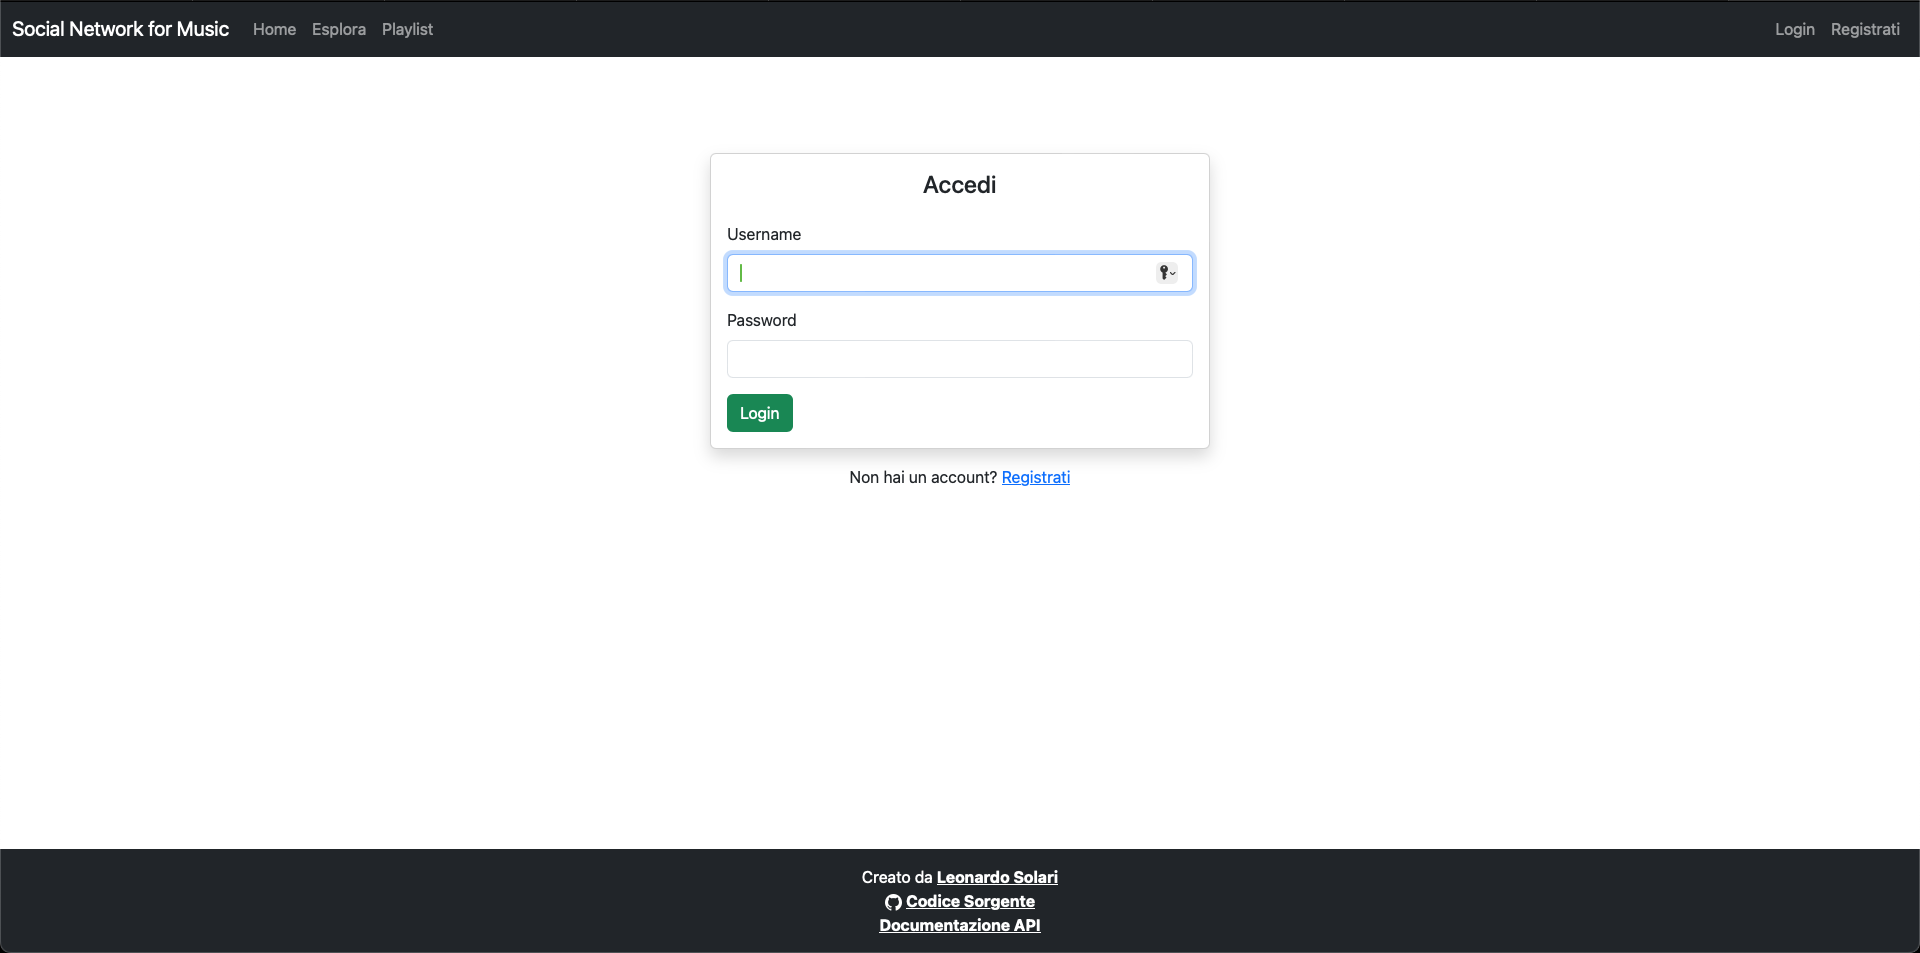 Social Network for Music Home Esplora Playlist Login Registrati
Accedi
Username
Password
Login
Non hai un account? Registrati
Creato da Leonardo Solari
Codice Sorgente
Documentazione API